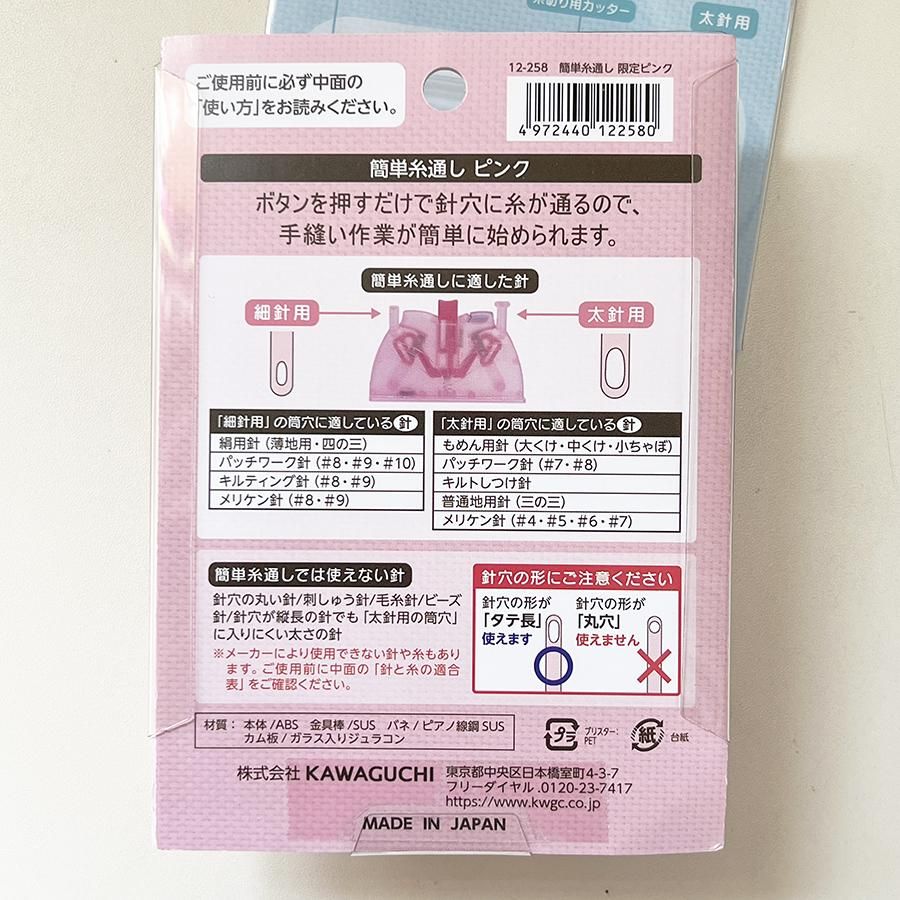 糸切り用カッター
太針用
ご使用前に必ず中面の
「使い方」をお読みください。
12-258 簡単糸通し 限定ピンク
4 972440 122580
簡単糸通し ピンク
ボタンを押すだけで針穴に糸が通るので、
手縫い作業が簡単に始められます。
簡単糸通しに適した針
細針用
太針用
「細針用」の筒穴に適している 針
絹用針(薄地用・四の三)
パッチワーク針(#8・#9・#10)
キルティング針(#8・#9)
メリケン針(#8・#9)
「太針用」の筒穴に適している 針
もめん用針(大くけ・中くけ・小ちゃぼ)
パッチワーク針(#7・#8)
キルトしつけ針
普通地用針(三の三)
メリケン針(#4・#5・#6・#7)
簡単糸通しでは使えない針
針穴の丸い針/刺しゅう針/毛糸針/ビーズ
針/針穴が縦長の針でも「太針用の筒穴」
に入りにくい太さの針
※メーカーにより使用できない針や糸もあり
ます。ご使用前に中面の「針と糸の適合
表」をご確認ください。
針穴の形にご注意ください
針穴の形が
「タテ長」
使えます
針穴の形が
「丸穴」
使えません
材質: 本体/ABS 金具棒/SUS バネ/ピアノ線鋼SUS
カム板/ガラス入りジュラコン
プラ
ブリスター:
PET
紙
台紙
株式会社 KAWAGUCHI
東京都中央区日本橋室町4-3-7
フリーダイヤル.0120-23-7417
https://www.kwgc.co.jp
MADE IN JAPAN